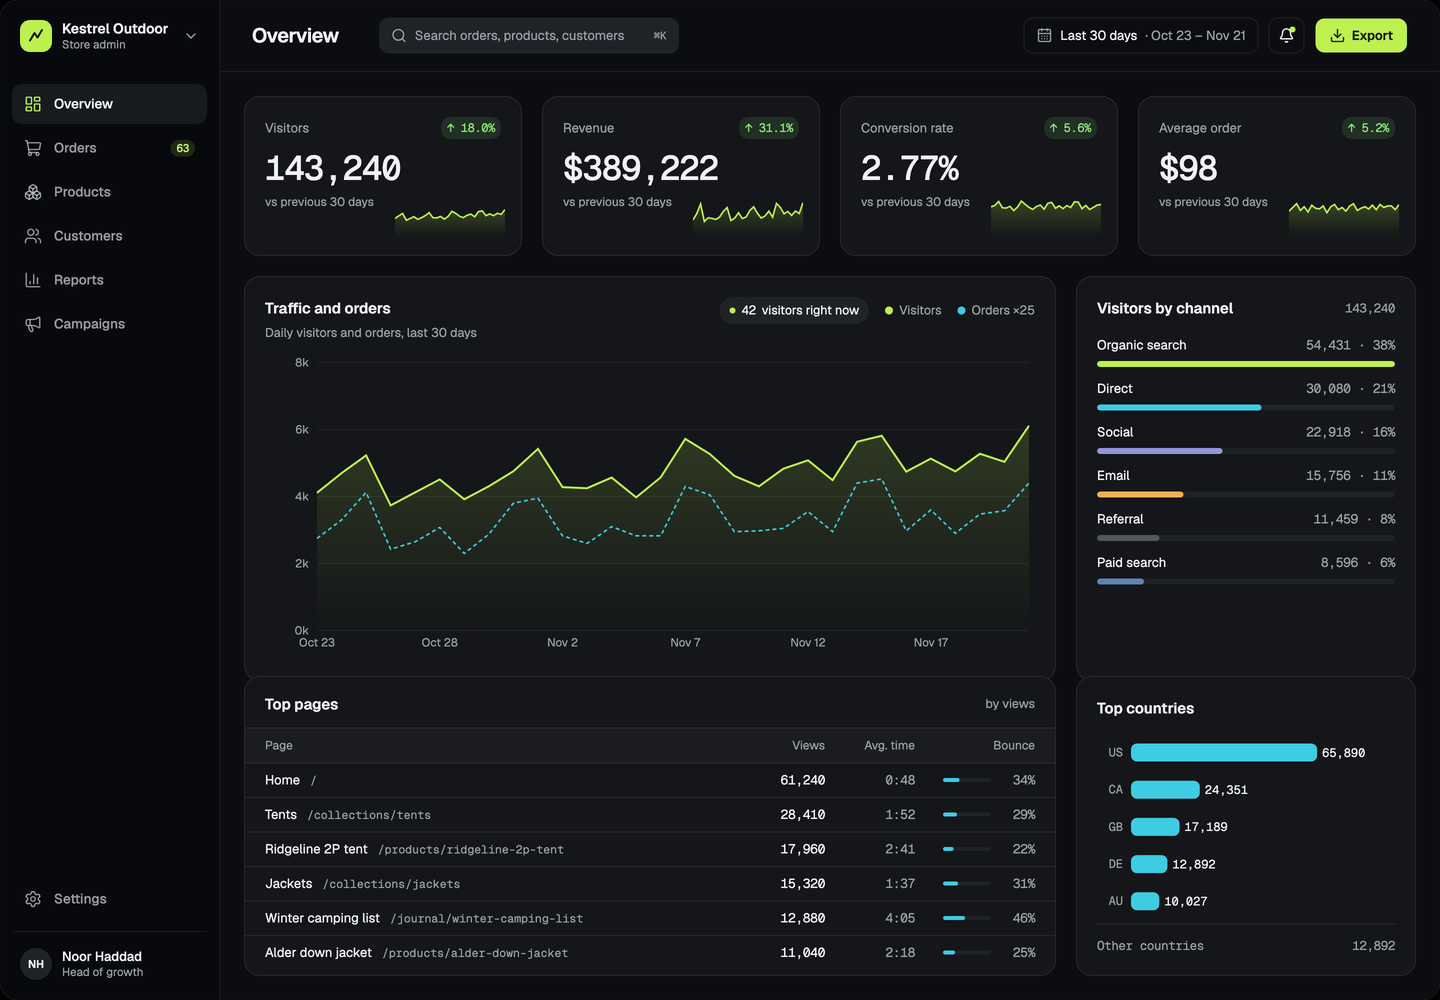 Kestrel Outdoor
Store admin
Overview
Orders 63
Products
Customers
Reports
Campaigns
Settings
NH
Noor Haddad
Head of growth
Overview
Search orders, products, customers ⌘K
Last 30 days · Oct 23 – Nov 21
Export
Visitors ↑ 18.0%
143,240
vs previous 30 days
Revenue ↑ 31.1%
$389,222
vs previous 30 days
Conversion rate ↑ 5.6%
2.77%
vs previous 30 days
Average order ↑ 5.2%
$98
vs previous 30 days
Traffic and orders
Daily visitors and orders, last 30 days
42 visitors right now
Visitors
Orders ×25
8k
6k
4k
2k
0k
Oct 23 Oct 28 Nov 2 Nov 7 Nov 12 Nov 17
Visitors by channel 143,240
Organic search 54,431 · 38%
Direct 30,080 · 21%
Social 22,918 · 16%
Email 15,756 · 11%
Referral 11,459 · 8%
Paid search 8,596 · 6%
Top pages by views
Page Views Avg. time Bounce
Home / 61,240 0:48 34%
Tents /collections/tents 28,410 1:52 29%
Ridgeline 2P tent /products/ridgeline-2p-tent 17,960 2:41 22%
Jackets /collections/jackets 15,320 1:37 31%
Winter camping list /journal/winter-camping-list 12,880 4:05 46%
Alder down jacket /products/alder-down-jacket 11,040 2:18 25%
Top countries
US 65,890
CA 24,351
GB 17,189
DE 12,892
AU 10,027
Other countries 12,892